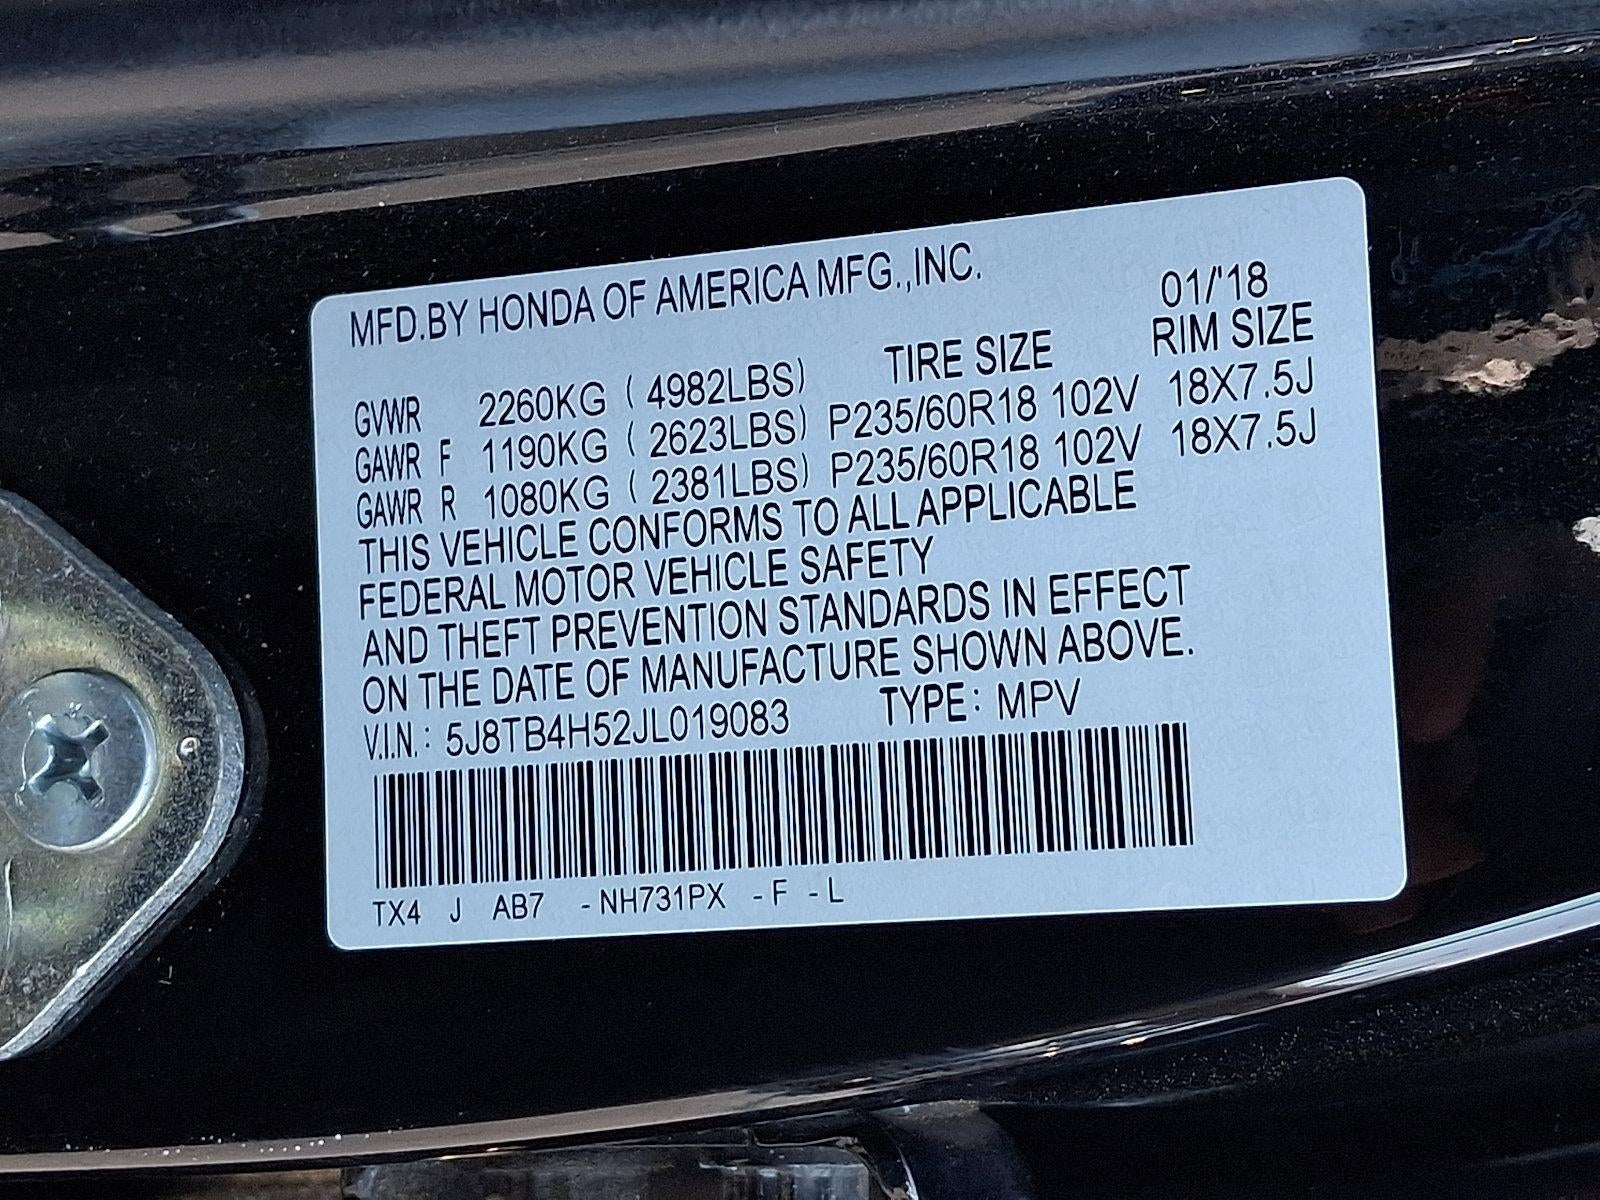 MFD.BY HONDA OF AMERICA MFG.,INC.
01/'18
TIRE SIZE RIM SIZE
GVWR 2260KG ( 4982LBS)
GAWR F 1190KG ( 2623LBS) P235/60R18 102V 18X7.5J
GAWR R 1080KG ( 2381LBS) P235/60R18 102V 18X7.5J
THIS VEHICLE CONFORMS TO ALL APPLICABLE
FEDERAL MOTOR VEHICLE SAFETY
AND THEFT PREVENTION STANDARDS IN EFFECT
ON THE DATE OF MANUFACTURE SHOWN ABOVE.
V.I.N.: 5J8TB4H52JL019083 TYPE: MPV
TX4 J AB7 -NH731PX -F -L